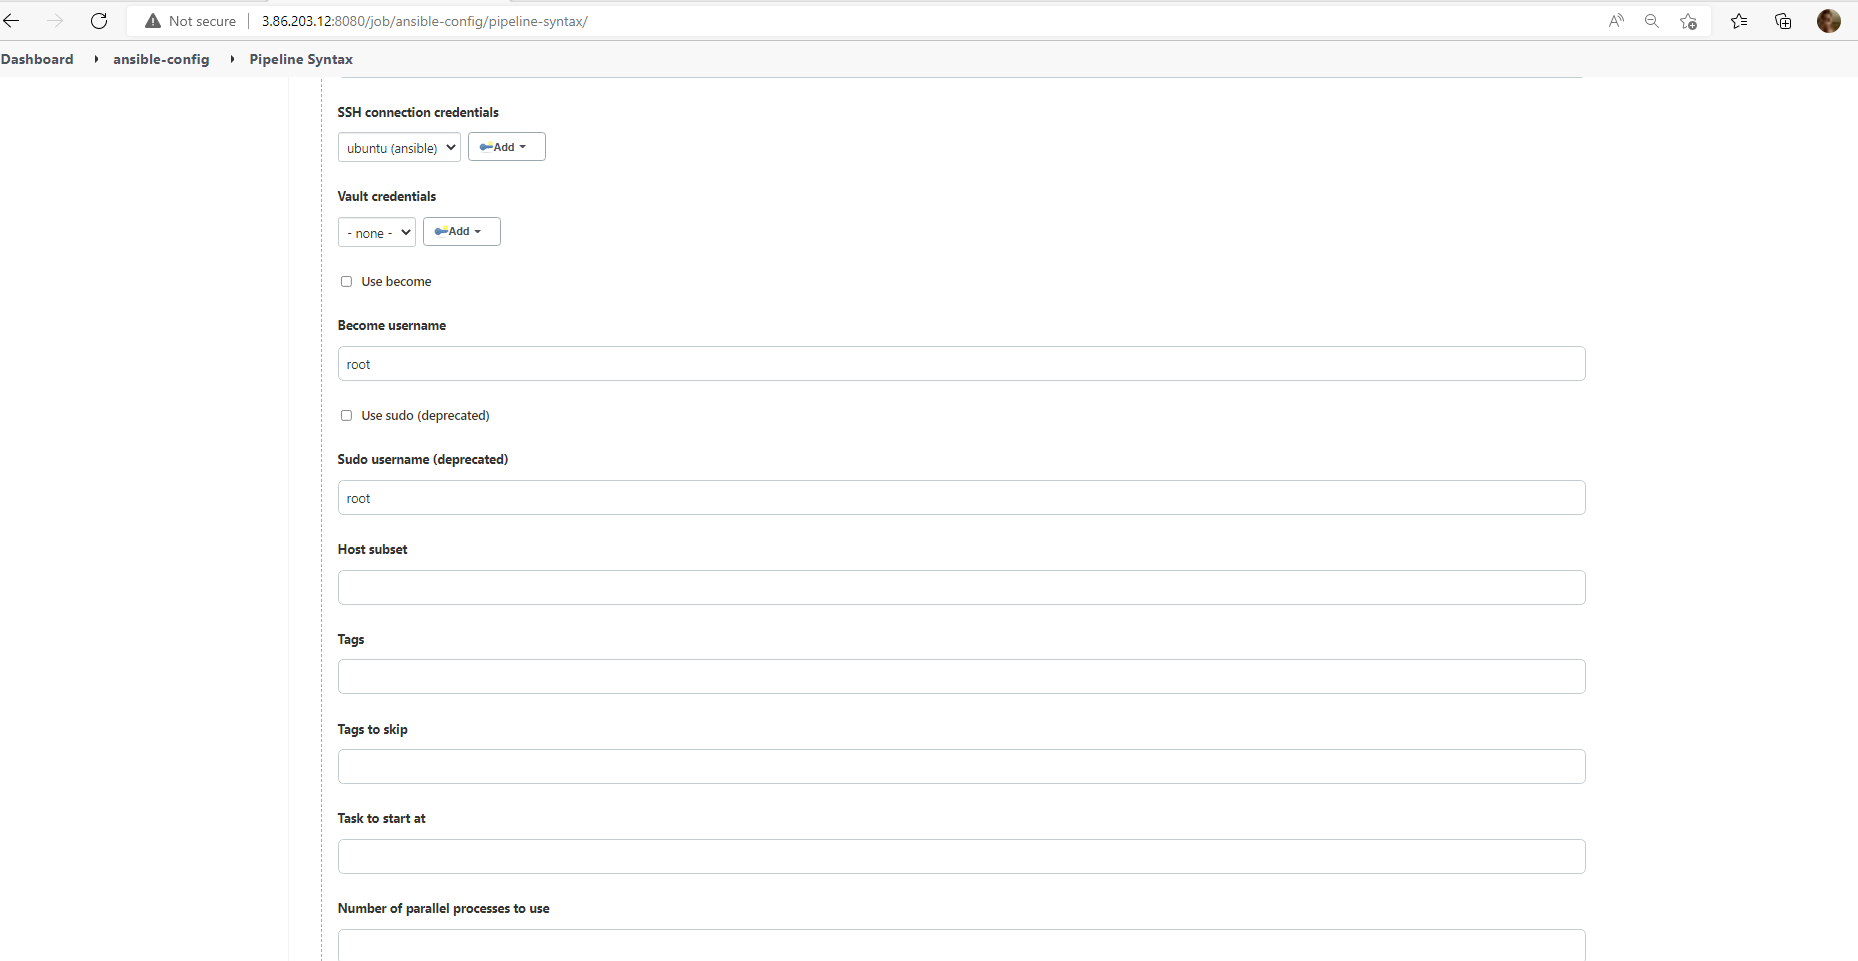 Not secure 3.86.203.12:8080/job/ansible-config/pipeline-syntax/
Dashboard ansible-config Pipeline Syntax
SSH connection credentials
ubuntu (ansible) Add
Vault credentials
- none - Add
Use become
Become username
root
Use sudo (deprecated)
Sudo username (deprecated)
root
Host subset
Tags
Tags to skip
Task to start at
Number of parallel processes to use